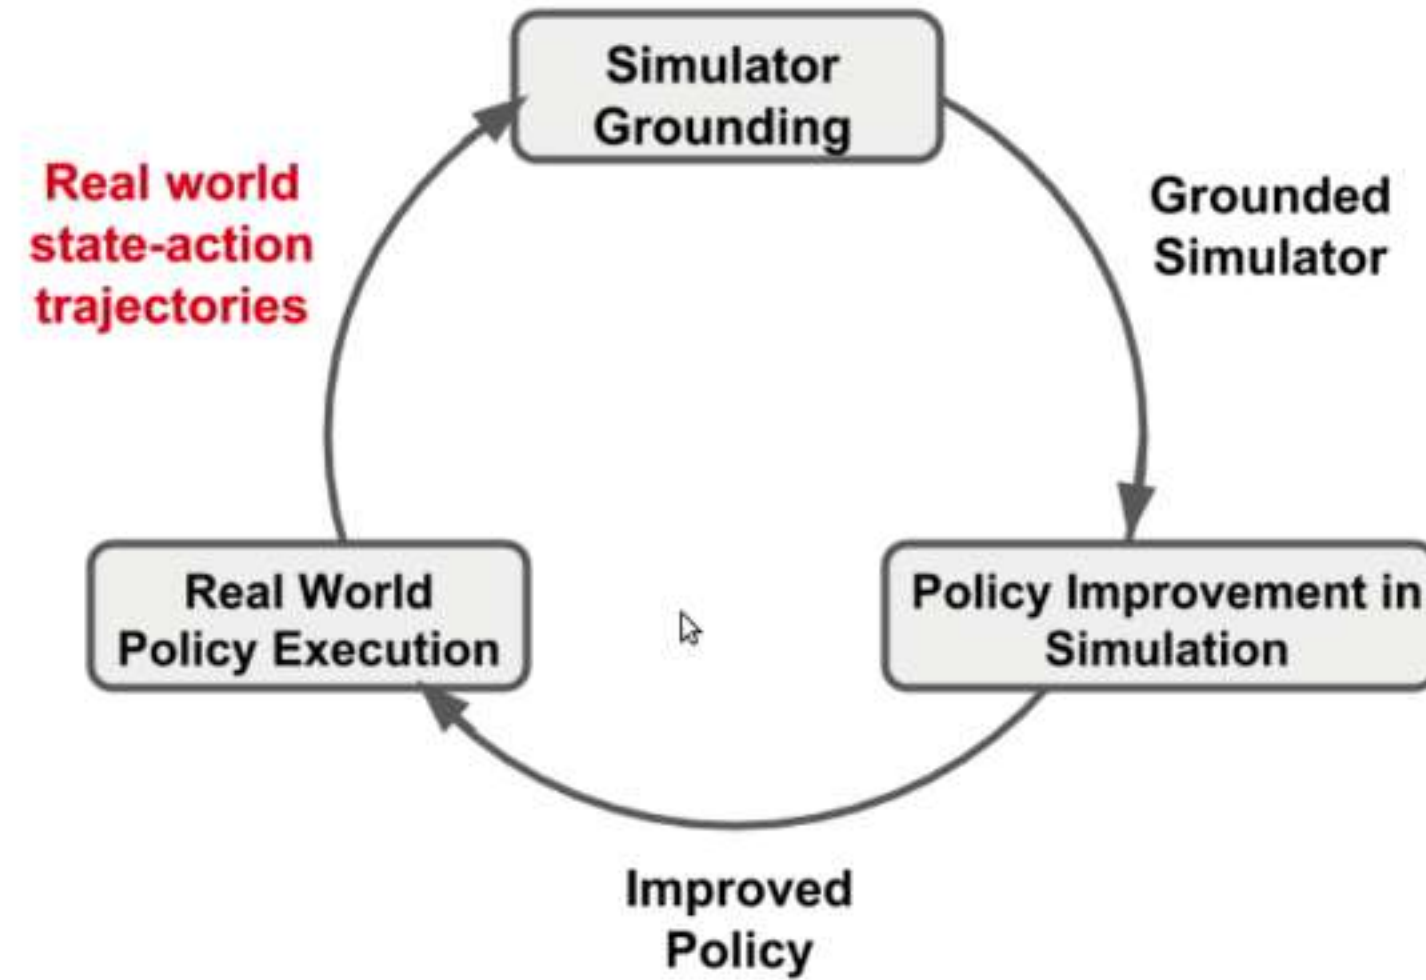 Simulator
Grounding
Real world
state-action
trajectories
Grounded
Simulator
Real World
Policy Execution
Policy Improvement in
Simulation
Improved
Policy